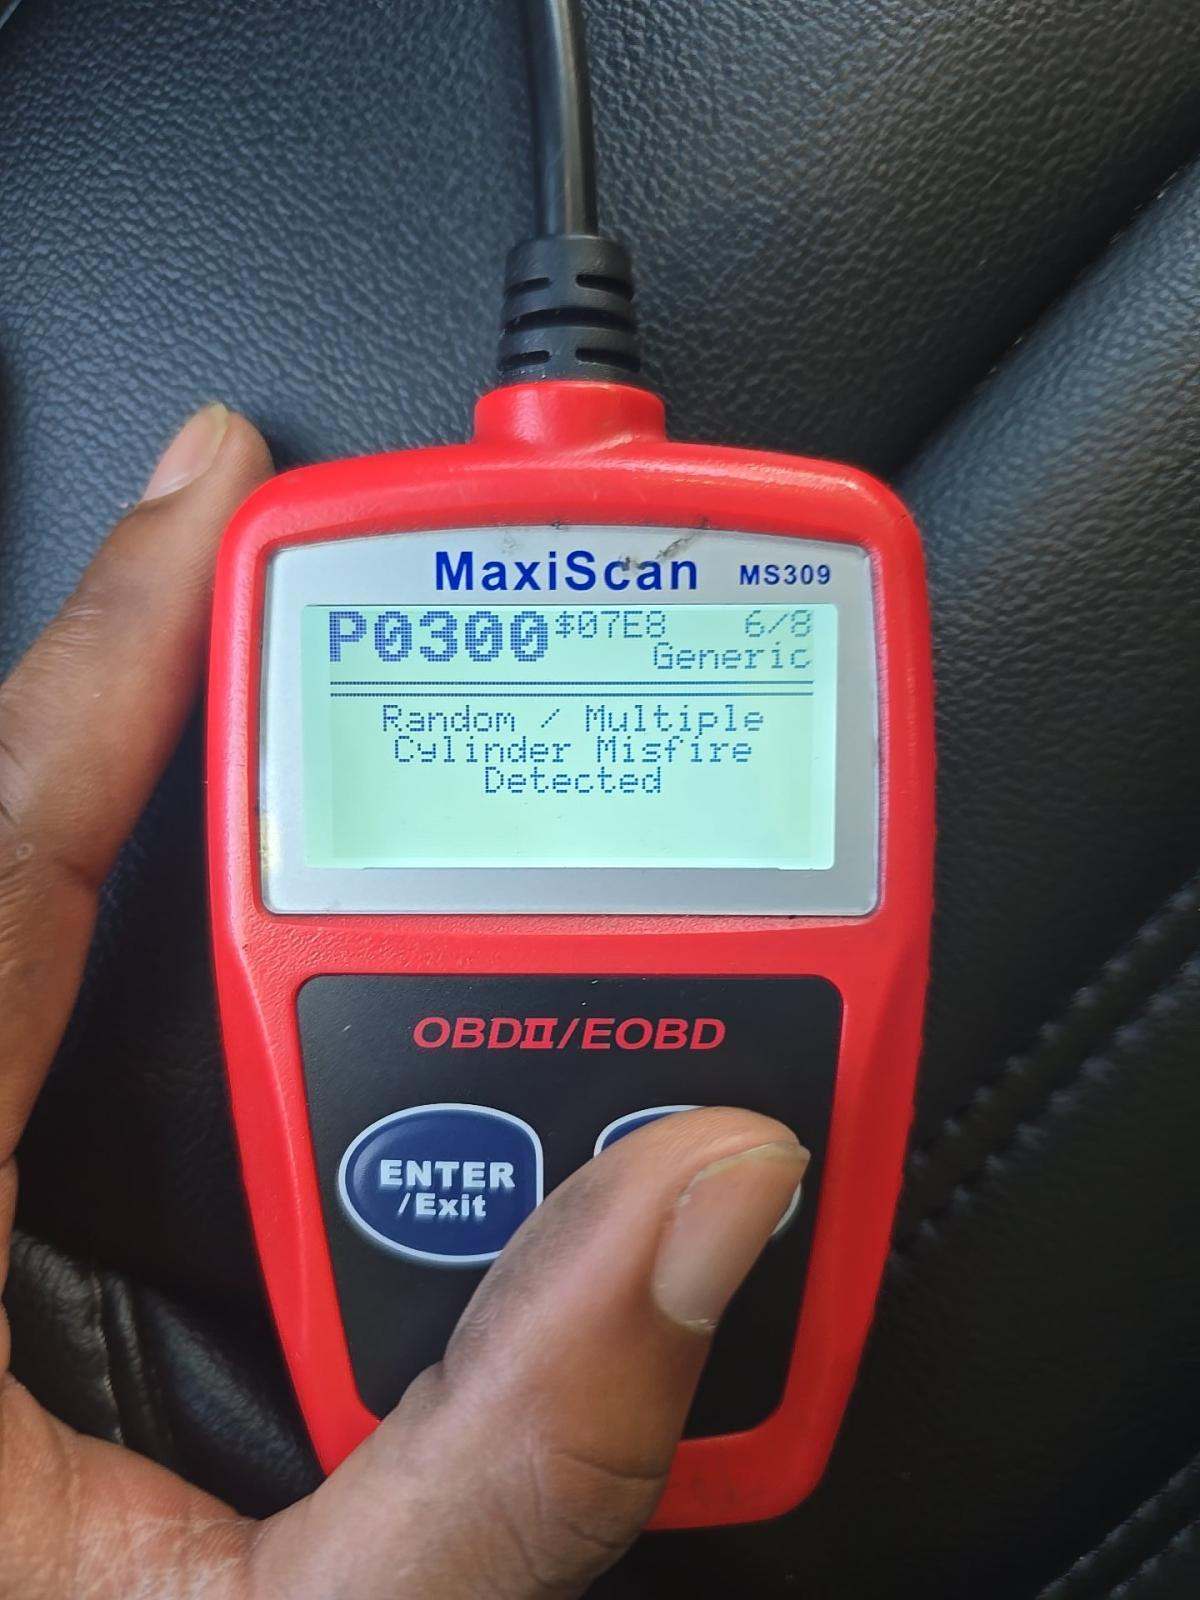 MaxiScan MS309
P0300 $07E8 6/8
Generic
Random / Multiple
Cylinder Misfire
Detected
OBDII/EOBD
ENTER
/Exit